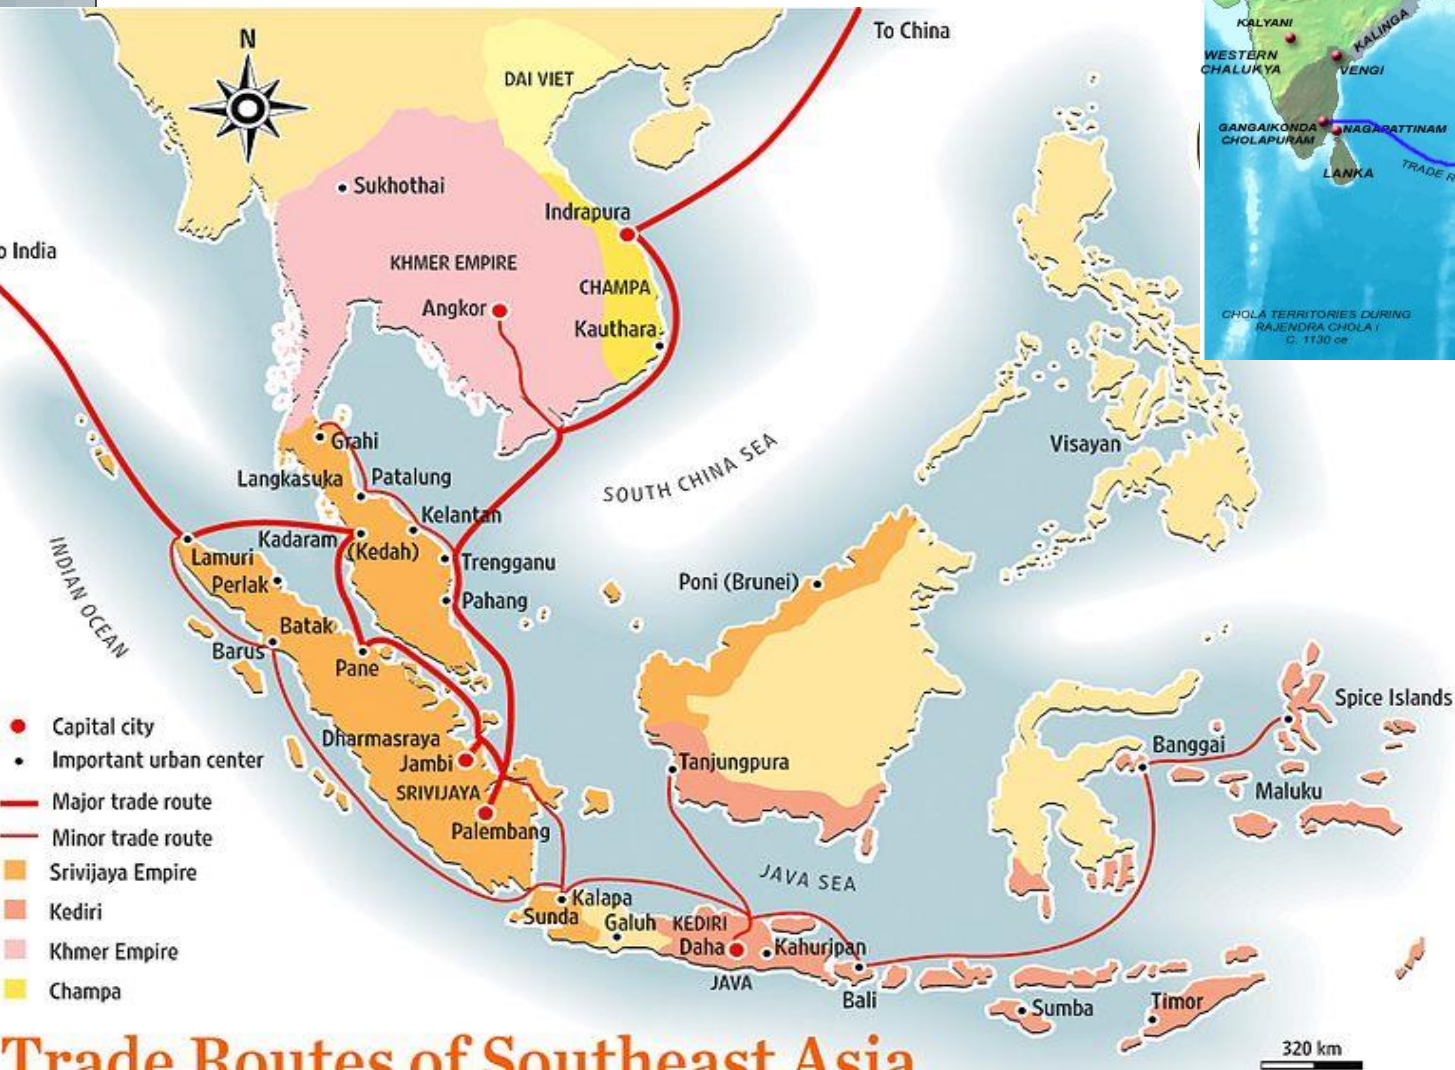 N
To China
DAI VIET
Sukhothai
Indrapura
o India
KHMER EMPIRE
CHAMPA
Angkor
Kauthara
Grahi
Langkasuka
Patalung
Kelantan
SOUTH CHINA SEA
Visayan
INDIAN OCEAN
Kadaram
(Kedah)
Lamuri
Trengganu
Perlak
Pahang
Poni (Brunei)
Batak
Barus
Pane
Spice Islands
Capital city
Important urban center
Major trade route
Minor trade route
Srivijaya Empire
Kediri
Khmer Empire
Champa
Dharmasraya
Jambi
SRIVIJAYA
Palembang
Tanjungpura
Banggai
Maluku
JAVA SEA
Kalapa
Sunda
Galuh
KEDIRI
Daha
Kahuripan
JAVA
Bali
Sumba
Timor
Trade Routes of Southeast Asia
320 km
KALYANI
KALINGA
WESTERN
CHALUKYA
VENGI
GANGAIKONDA
CHOLAPURAM
NAGAPATTINAM
LANKA
TRADE R
CHOLA TERRITORIES DURING
RAJENDRA CHOLA I
C. 1130 ce